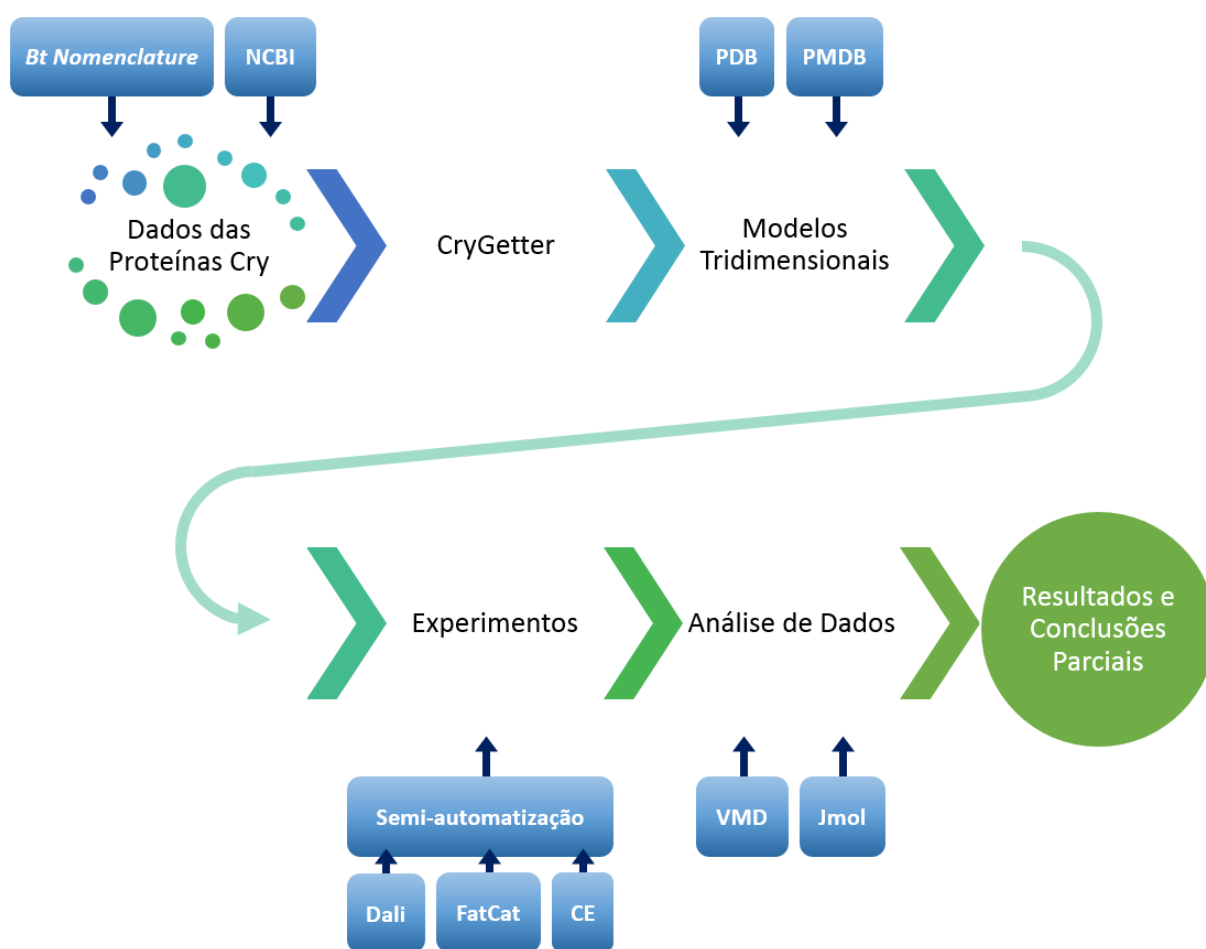 Bt Nomenclature
NCBI
PDB
PMDB
Dados das
Proteínas Cry
CryGetter
Modelos
Tridimensionais
Experimentos
Análise de Dados
Resultados e
Conclusões
Parciais
Semi-automatização
VMD
Jmol
Dali
FatCat
CE